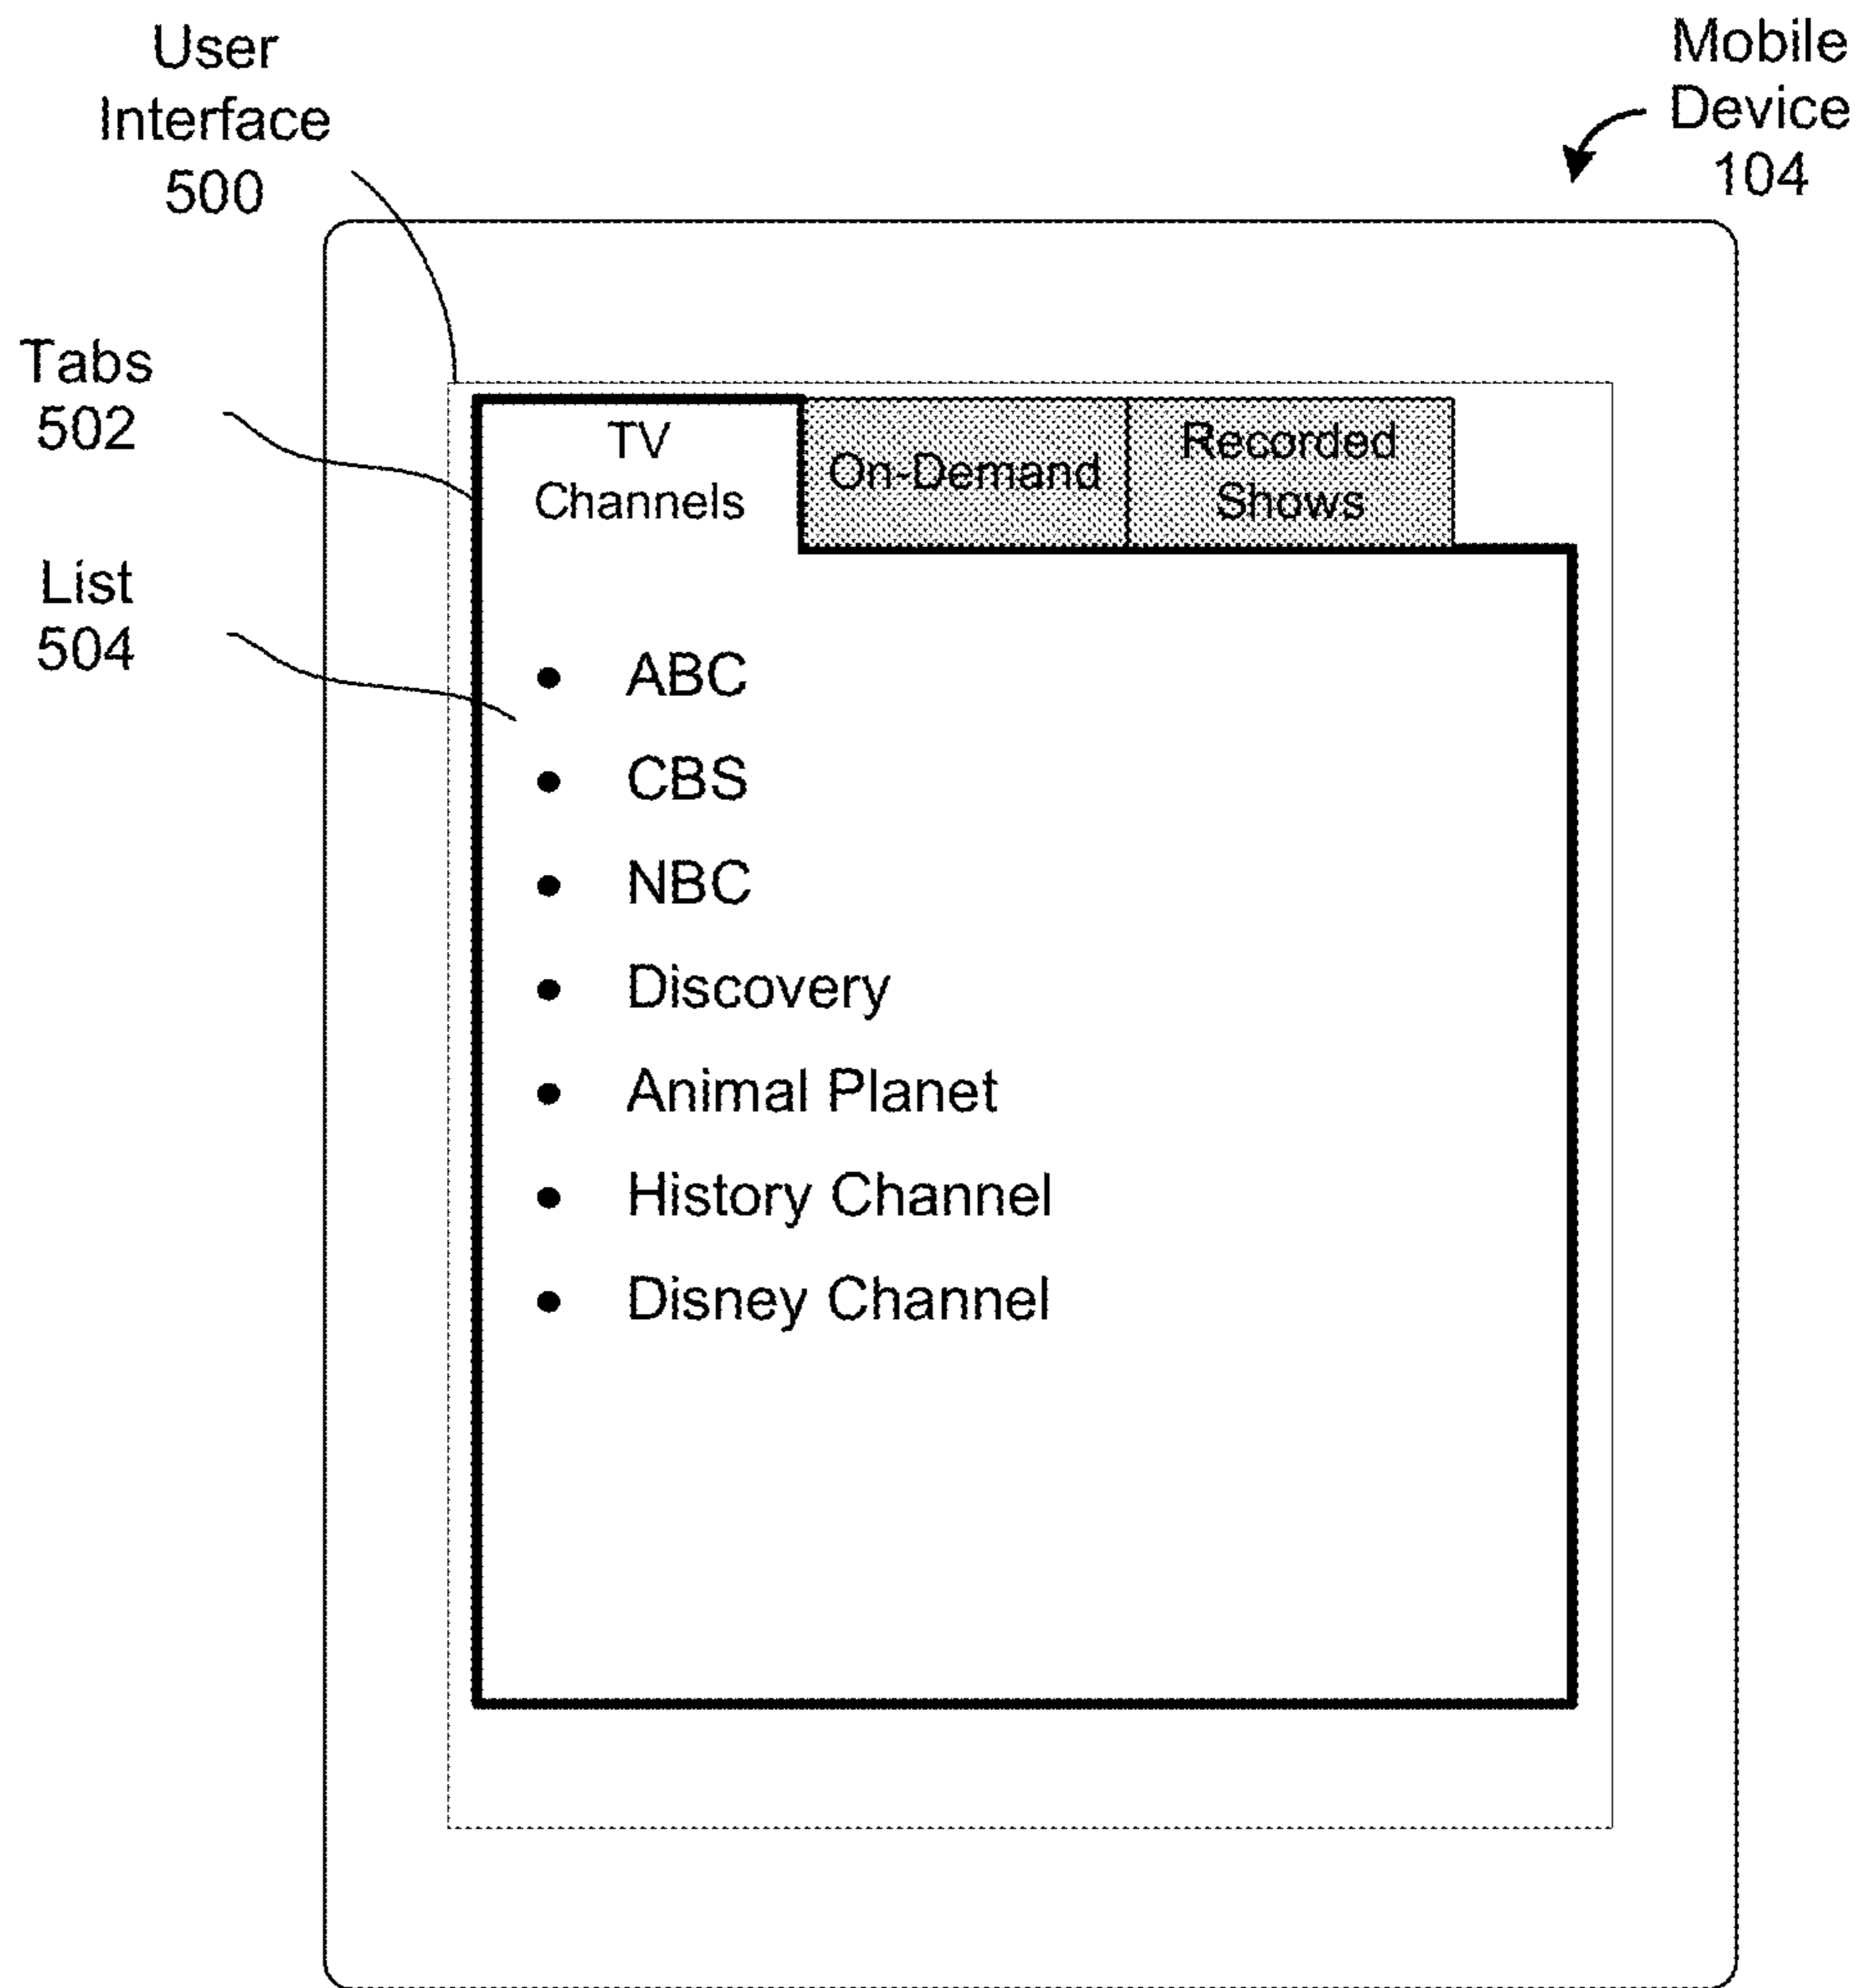 User
Interface
500
Mobile
Device
104
Tabs
502
TV
Channels
On-Demand
Recorded
Shows
List
504
• ABC
• CBS
• NBC
• Discovery
• Animal Planet
• History Channel
• Disney Channel